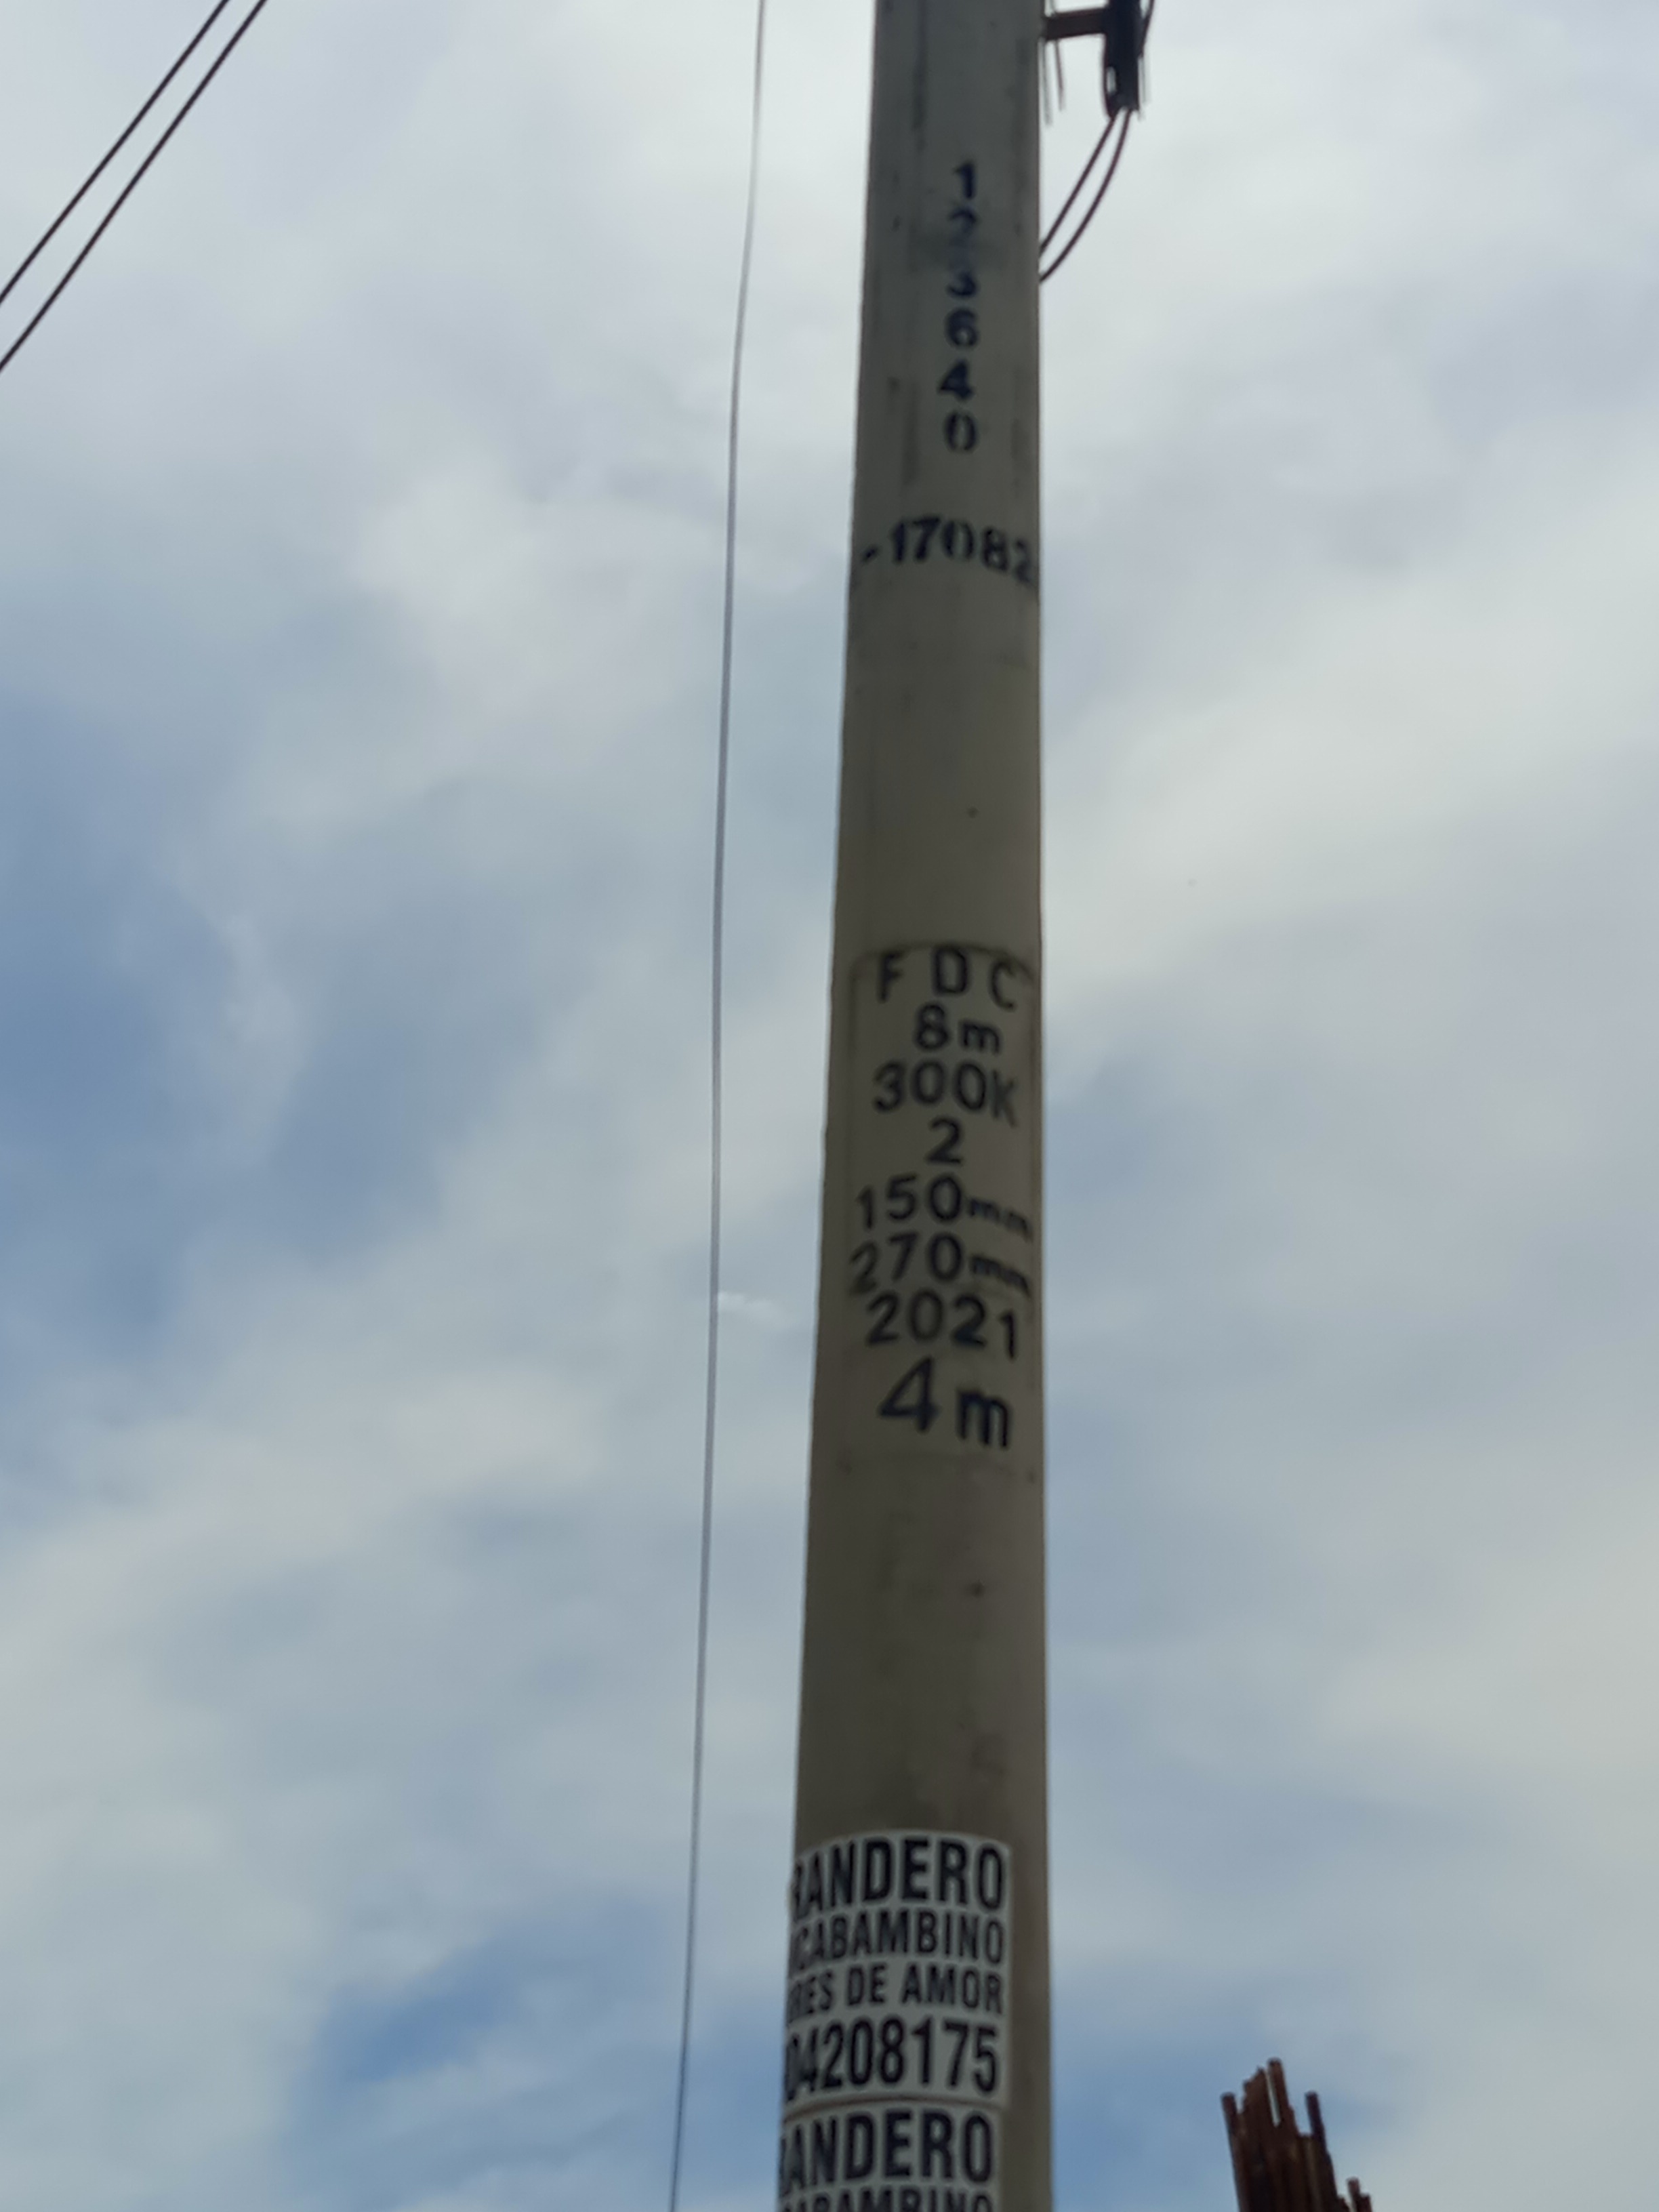 1
2
3
6
4
0
-17082
F D C
8m
300K
2
150mm
270mm
2021
4m
RANDERO
CABAMBINO
RES DE AMOR
04208175
RANDERO
CABAMBINO